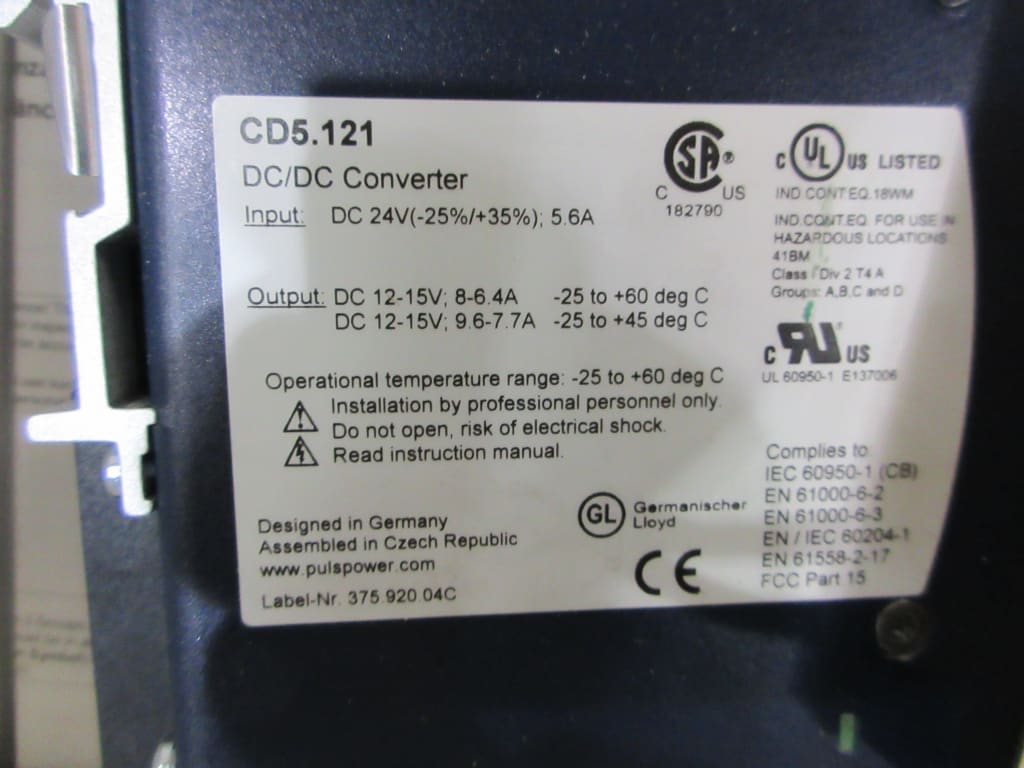 CD5.121
DC/DC Converter
Input: DC 24V(-25%/+35%); 5.6A
Output: DC 12-15V; 8-6.4A -25 to +60 deg C
DC 12-15V; 9.6-7.7A -25 to +45 deg C
Operational temperature range: -25 to +60 deg C
Installation by professional personnel only.
Do not open, risk of electrical shock.
Read instruction manual.
Designed in Germany
Assembled in Czech Republic
www.pulspower.com
Label-Nr. 375.920.04C
GL Germanischer
Lloyd
CE
SA®
C US
182790
C UL US LISTED
IND.CONT.EQ.18WM
IND.CONT.EQ. FOR USE IN
HAZARDOUS LOCATIONS
41BM
Class I Div 2 T4 A
Groups: A,B,C and D
C RU US
UL 60950-1 E137006
Complies to
IEC 60950-1 (CB)
EN 61000-6-2
EN 61000-6-3
EN / IEC 60204-1
EN 61558-2-17
FCC Part 15